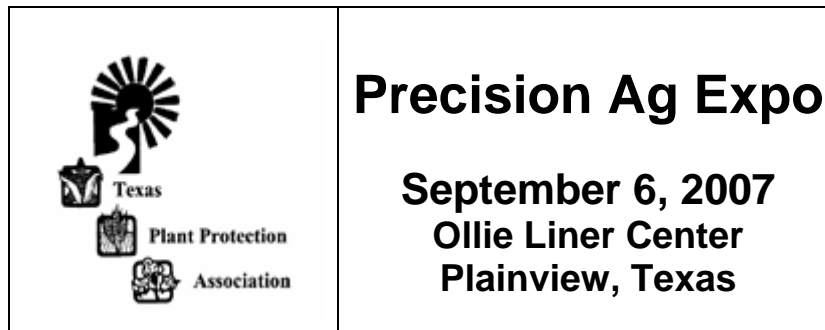 Texas
Plant Protection
Association
Precision Ag Expo
September 6, 2007
Ollie Liner Center
Plainview, Texas